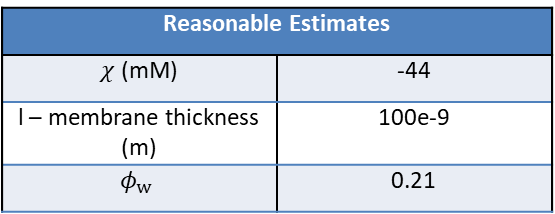 Reasonable Estimates
χ (mM)
-44
l – membrane thickness
(m)
100e-9
ϕw
0.21